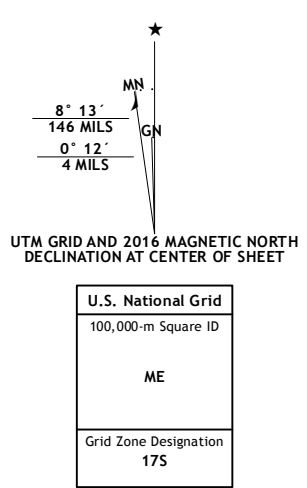 MN
8° 13´
146 MILS
GN
0° 12´
4 MILS
UTM GRID AND 2016 MAGNETIC NORTH
DECLINATION AT CENTER OF SHEET
U.S. National Grid
100,000-m Square ID
ME
Grid Zone Designation
17S